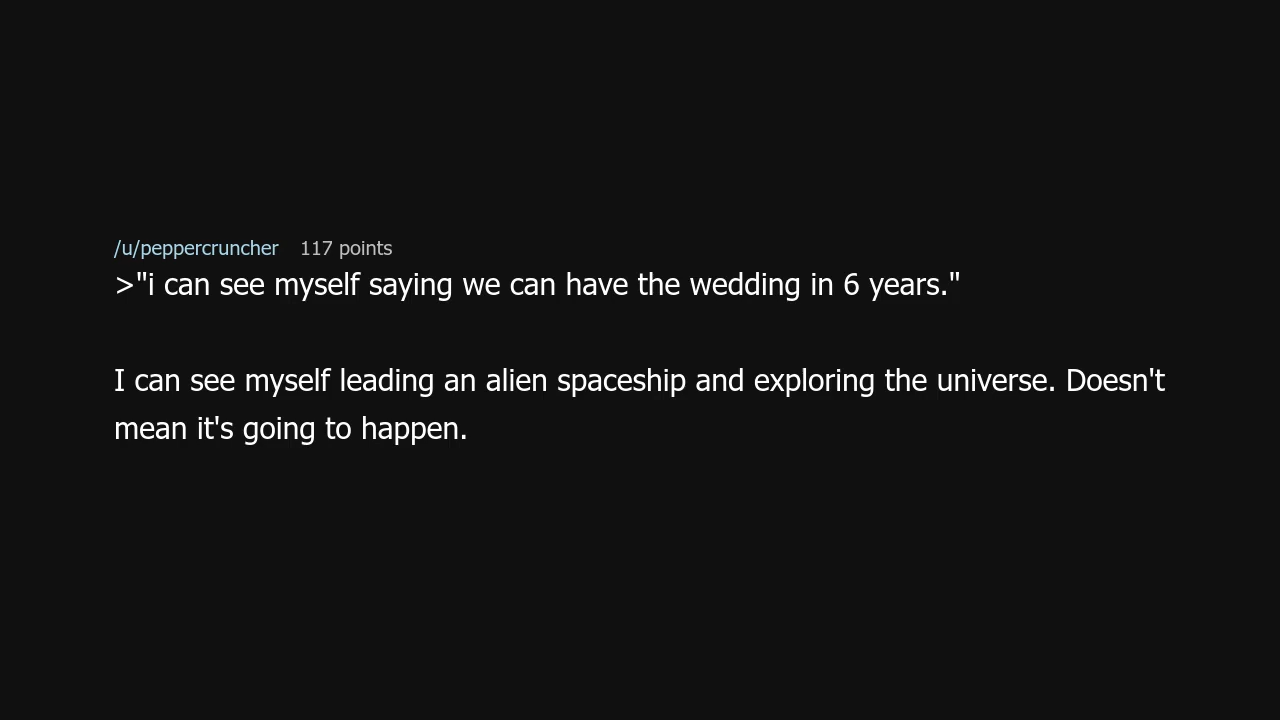 /u/peppercruncher 117 points
>"i can see myself saying we can have the wedding in 6 years."
I can see myself leading an alien spaceship and exploring the universe. Doesn't
mean it's going to happen.